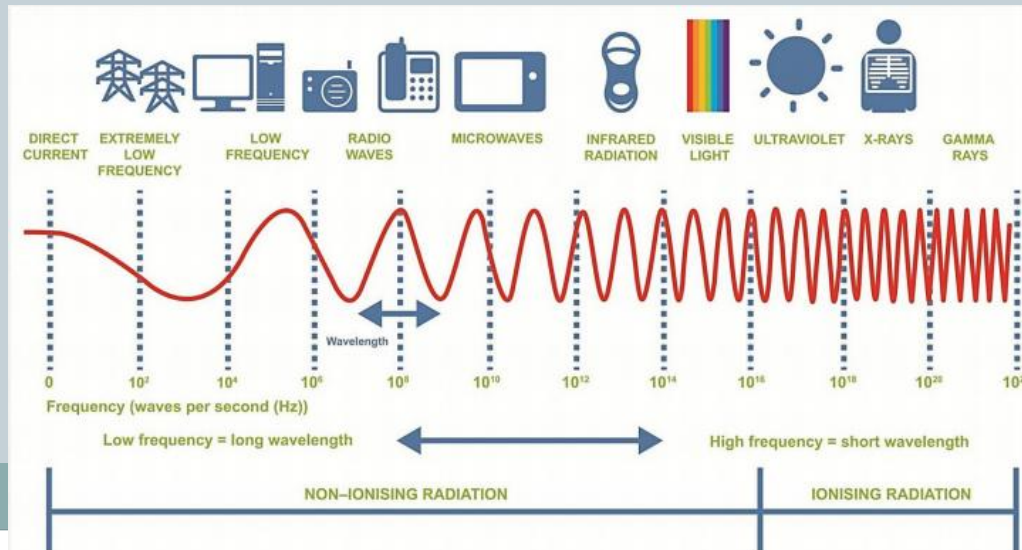 DIRECT CURRENT
EXTREMELY LOW FREQUENCY
LOW FREQUENCY
RADIO WAVES
MICROWAVES
INFRARED RADIATION
VISIBLE LIGHT
ULTRAVIOLET
X-RAYS
GAMMA RAYS
Wavelength
0 10² 10⁴ 10⁶ 10⁸ 10¹⁰ 10¹² 10¹⁴ 10¹⁶ 10¹⁸ 10²⁰
Frequency (waves per second (Hz))
Low frequency = long wavelength
High frequency = short wavelength
NON–IONISING RADIATION
IONISING RADIATION